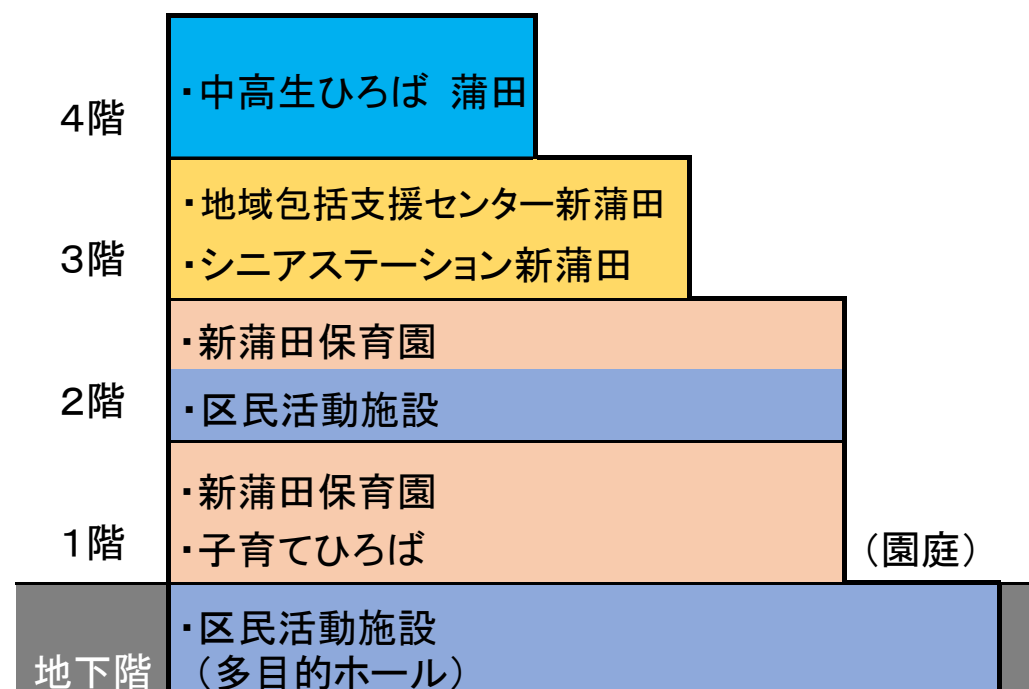 4階
・中高生ひろば 蒲田
3階
・地域包括支援センター新蒲田
・シニアステーション新蒲田
2階
・新蒲田保育園
・区民活動施設
1階
・新蒲田保育園
・子育てひろば
（園庭）
地下階
・区民活動施設
（多目的ホール）